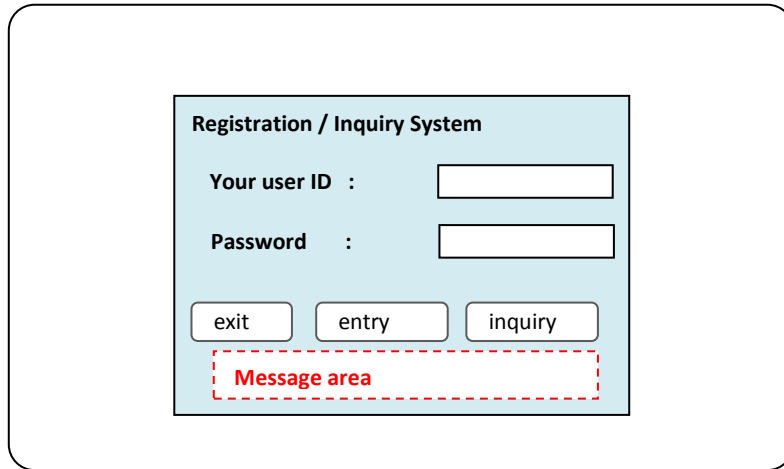 Registration / Inquiry System
Your user ID :
Password :
exit entry inquiry
Message area